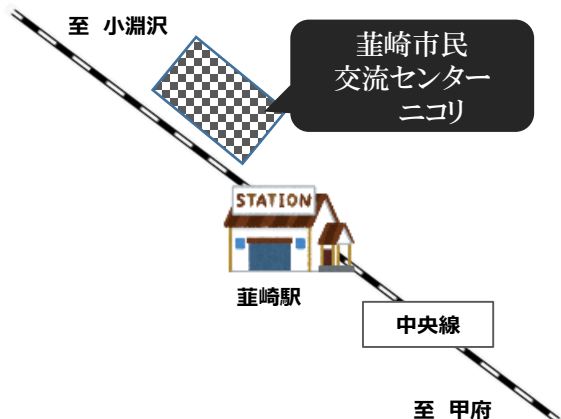 至 小淵沢
韮崎市民
交流センター
ニコリ
STATION
韮崎駅
中央線
至 甲府